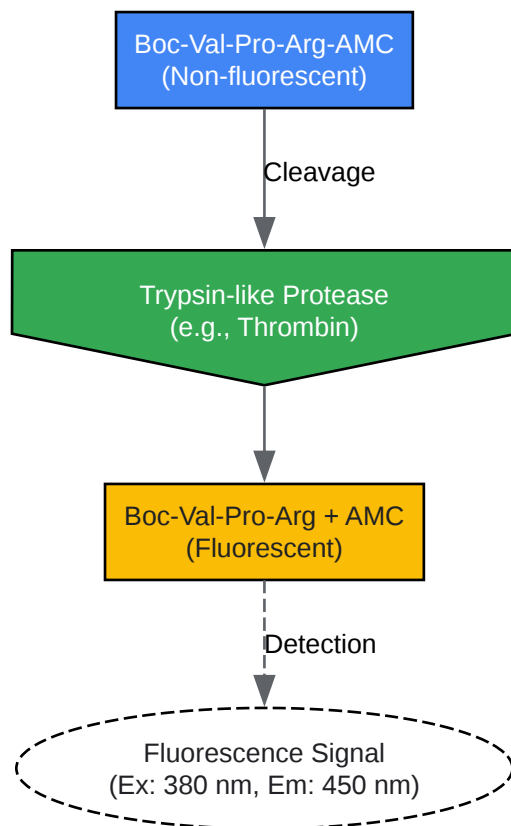 Boc-Val-Pro-Arg-AMC
(Non-fluorescent)
Cleavage
Trypsin-like Protease
(e.g., Thrombin)
Boc-Val-Pro-Arg + AMC
(Fluorescent)
Detection
Fluorescence Signal
(Ex: 380 nm, Em: 450 nm)